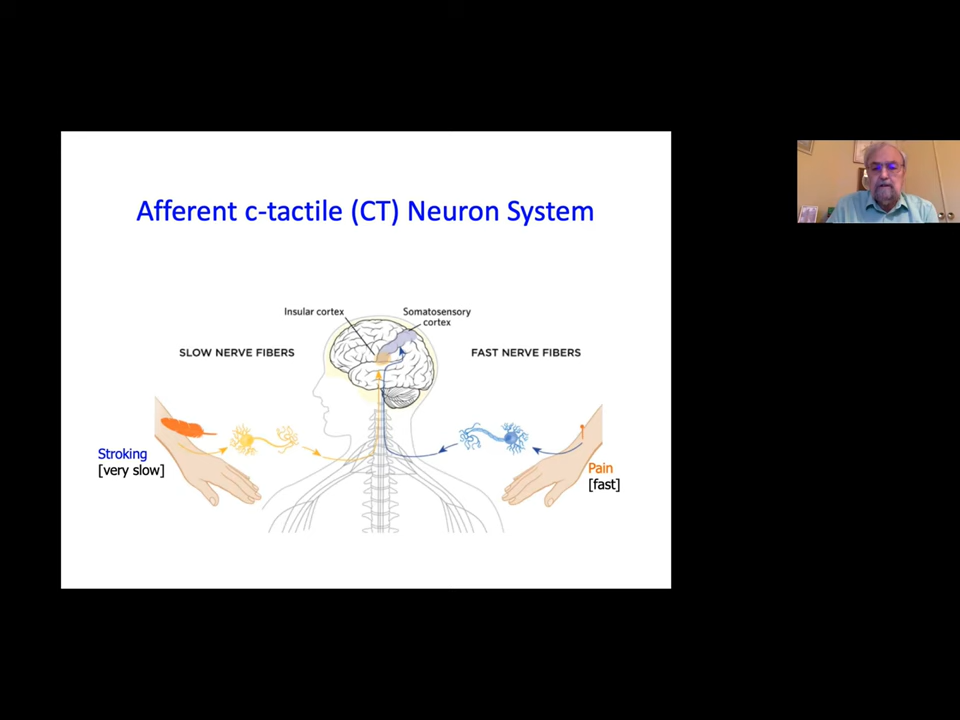 Afferent c-tactile (CT) Neuron System
Insular cortex
Somatosensory
cortex
SLOW NERVE FIBERS
FAST NERVE FIBERS
Stroking
[very slow]
Pain
[fast]